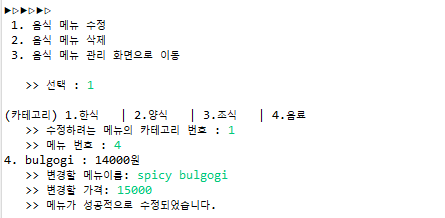 ▶▷▶▷▶▷
1. 음식 메뉴 수정
2. 음식 메뉴 삭제
3. 음식 메뉴 관리 화면으로 이동
>> 선택 : 1
(카테고리) 1.한식 | 2.양식 | 3.조식 | 4.음료
>> 수정하려는 메뉴의 카테고리 번호 : 1
>> 메뉴 번호 : 4
4. bulgogi : 14000원
>> 변경할 메뉴이름: spicy bulgogi
>> 변경할 가격: 15000
>> 메뉴가 성공적으로 수정되었습니다.